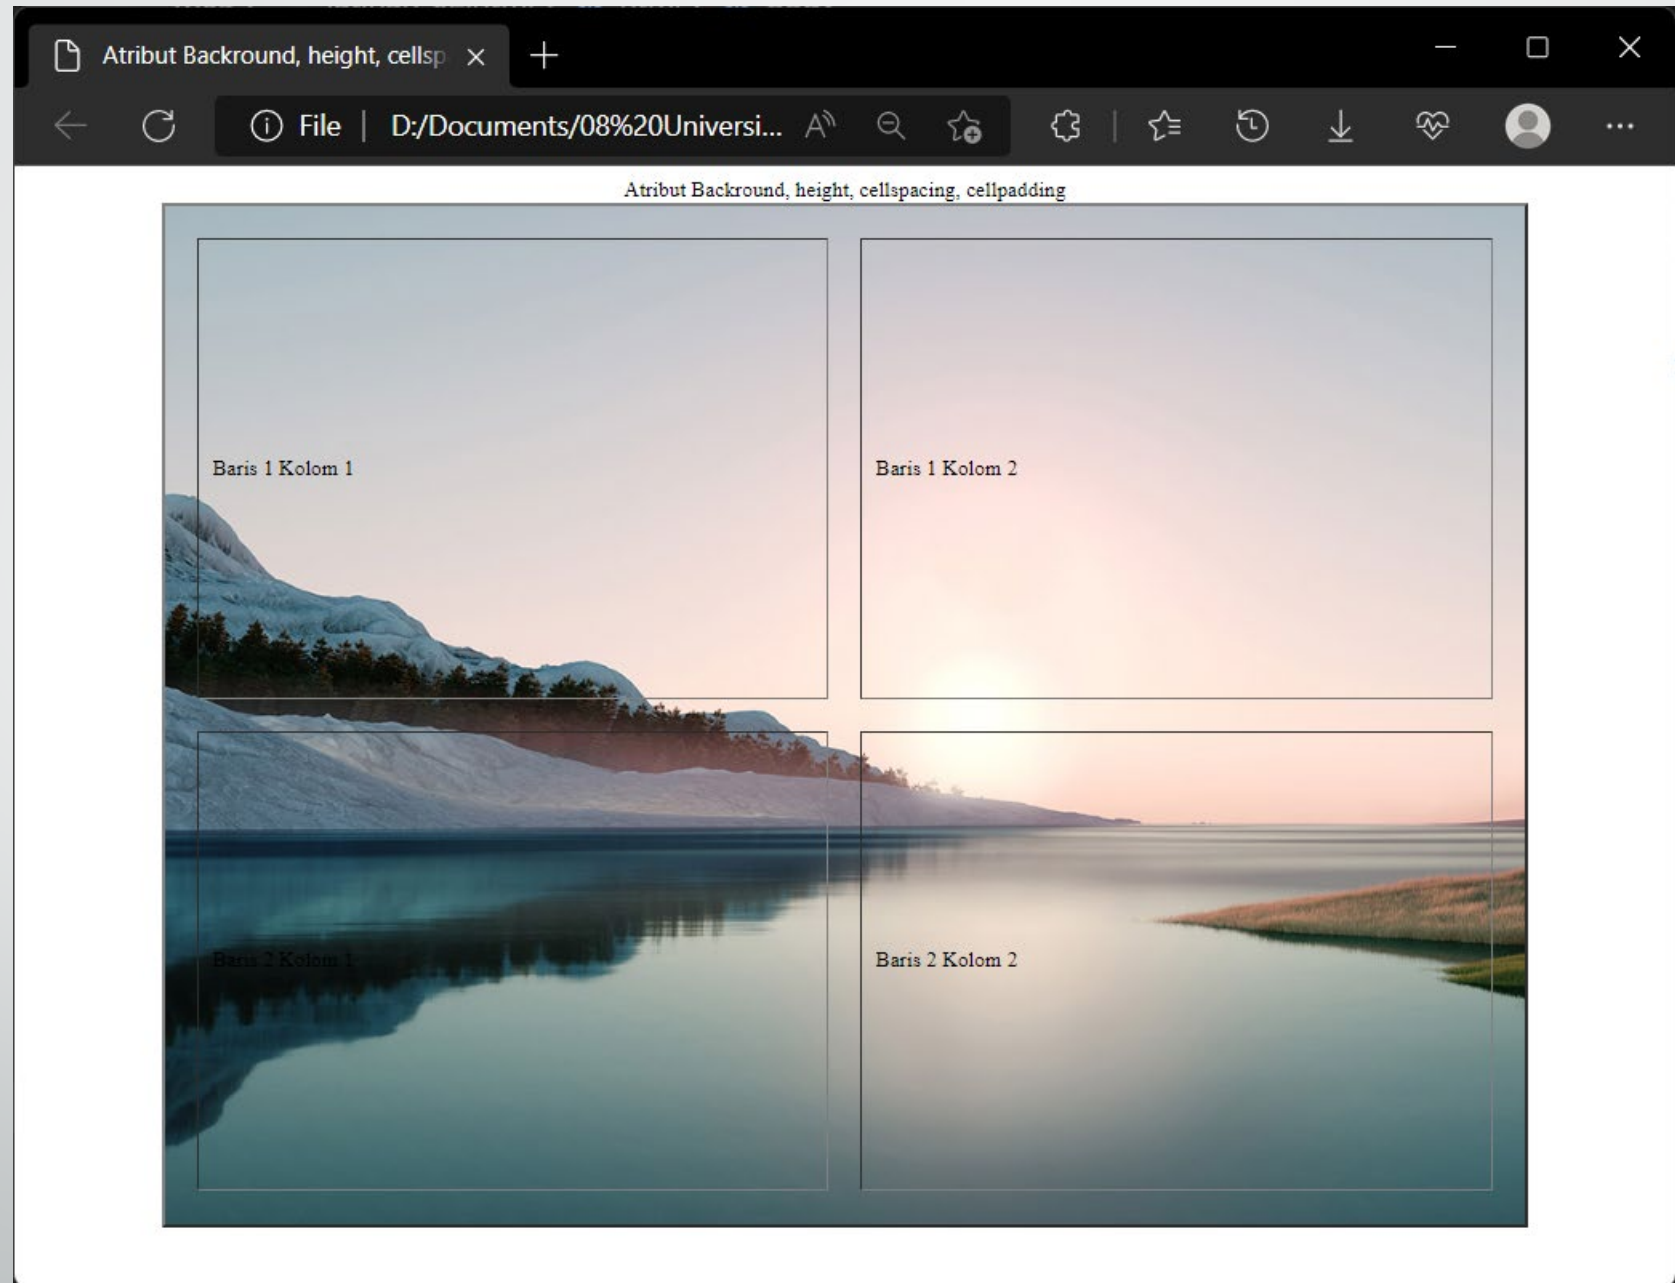 Atribut Backround, height, cellsp
File | D:/Documents/08%20Universi...
Atribut Backround, height, cellspacing, cellpadding
Baris 1 Kolom 1
Baris 1 Kolom 2
Baris 2 Kolom 1
Baris 2 Kolom 2